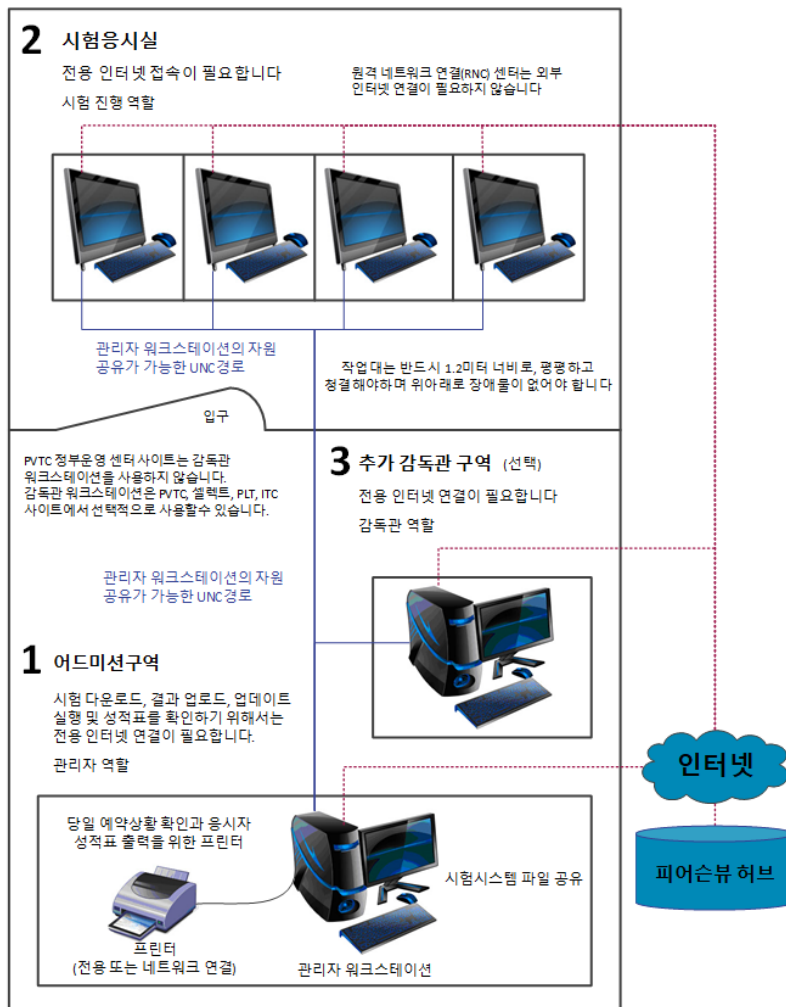 2 시험응시실
전용 인터넷 접속이 필요합니다
시험 진행 역할
원격 네트워크 연결(RNC) 센터는 외부
인터넷 연결이 필요하지 않습니다
관리자 워크스테이션의 자원
공유가 가능한 UNC경로
작업대는 반드시 1.2미터 너비로, 평평하고
청결해야하며 위아래로 장애물이 없어야 합니다
입구
PVTC 정부운영 센터 사이트는 감독관
워크스테이션을 사용하지 않습니다.
감독관 워크스테이션은 PVTC, 셀렉트, PLT, ITC
사이트에서 선택적으로 사용할수 있습니다.
3 추가 감독관 구역 (선택)
전용 인터넷 연결이 필요합니다
감독관 역할
관리자 워크스테이션의 자원
공유가 가능한 UNC경로
1 어드미션구역
시험 다운로드, 결과 업로드, 업데이트
실행 및 성적표를 확인하기 위해서는
전용 인터넷 연결이 필요합니다.
관리자 역할
당일 예약상황 확인과 응시자
성적표 출력을 위한 프린터
시험시스템 파일 공유
프린터
(전용 또는 네트워크 연결)
관리자 워크스테이션
인터넷
피어슨뷰 허브